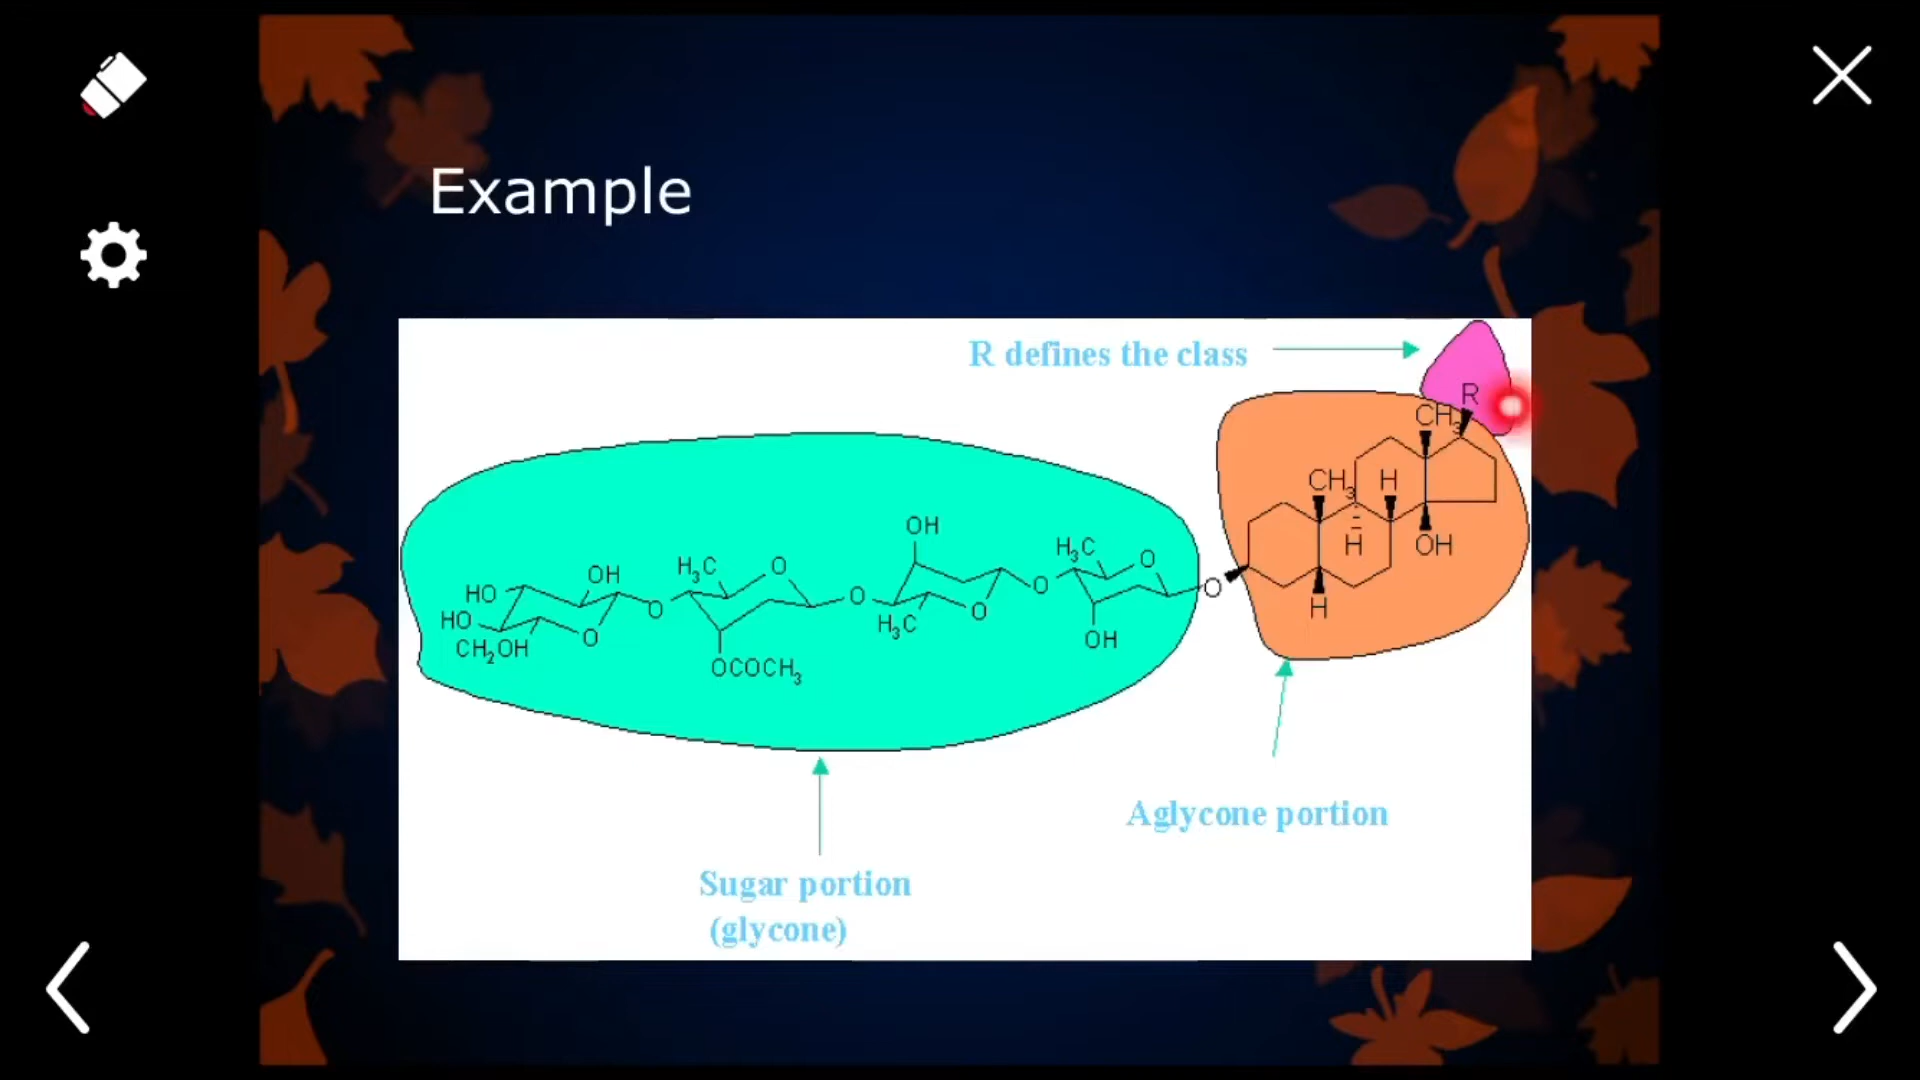 Example
R defines the class
R
CH3
CH3 H
H OH
H
O
OH
H3C O
O
OH
H3C O
O
H3C O
OH
OCOCH3
HO OH
O
HO O
CH2OH
Aglycone portion
Sugar portion
(glycone)